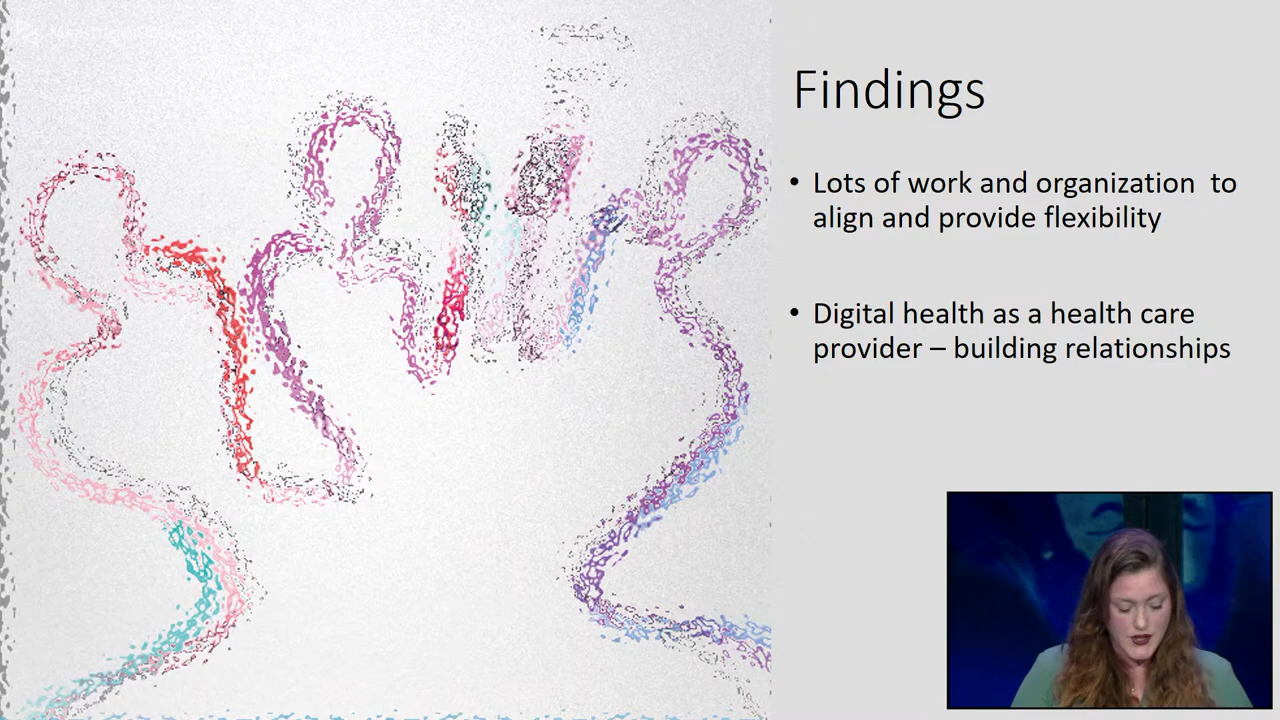 Findings
• Lots of work and organization  to
align and provide flexibility
• Digital health as a health care
provider – building relationships